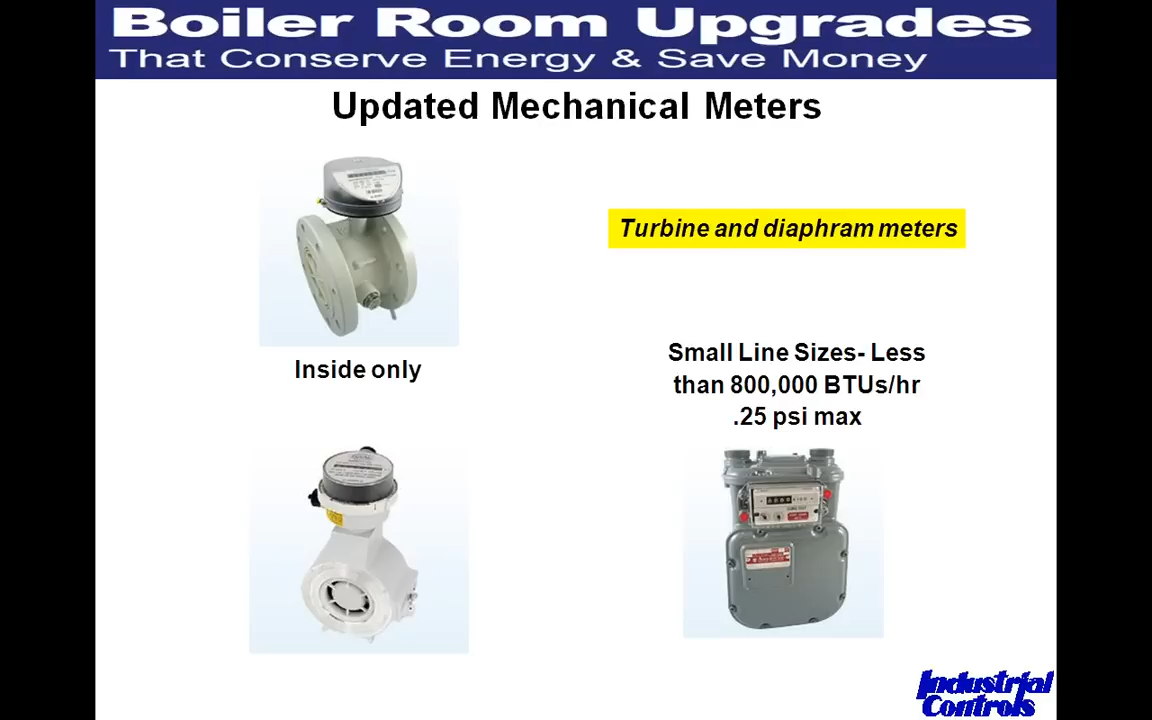 Boiler Room Upgrades
That Conserve Energy & Save Money
Updated Mechanical Meters
Turbine and diaphram meters
Inside only
Small Line Sizes- Less
than 800,000 BTUs/hr
.25 psi max
Industrial
Controls